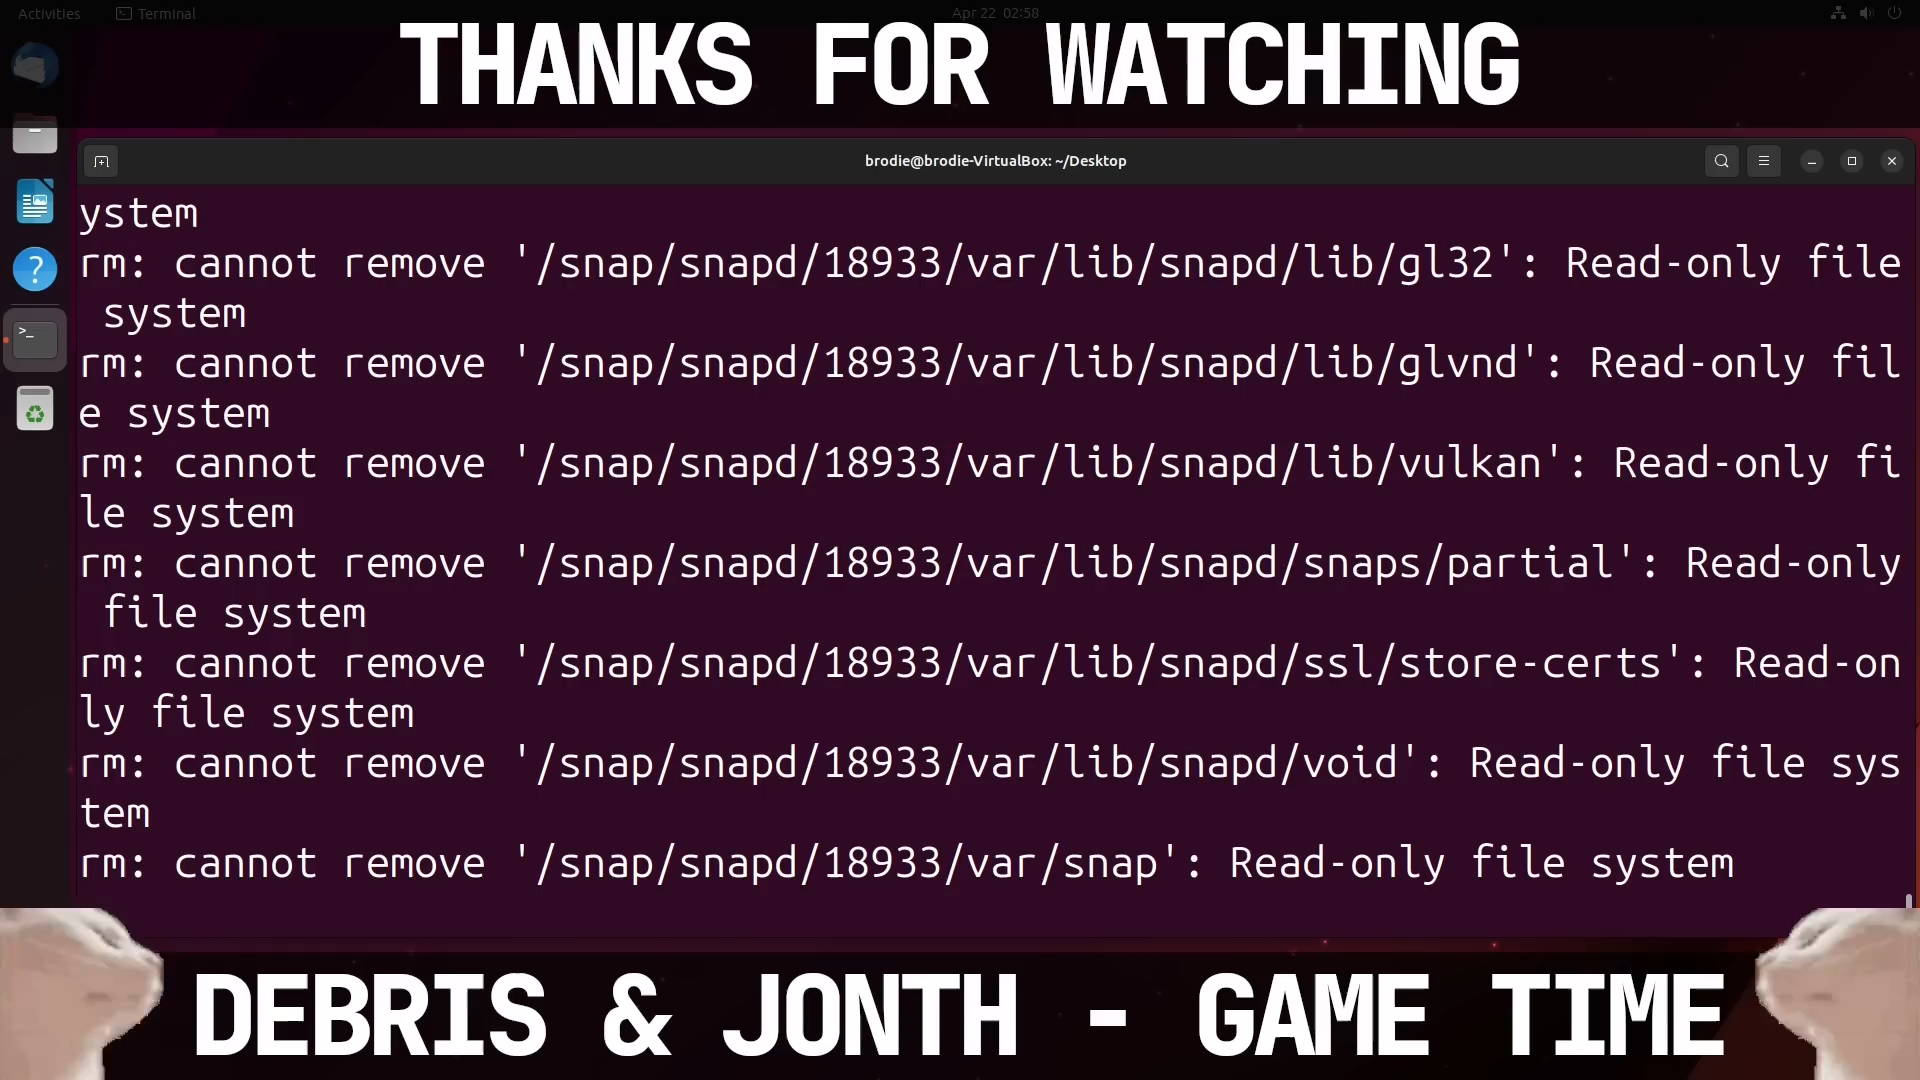 Activities Terminal Apr 22 02:58
THANKS FOR WATCHING
brodie@brodie-VirtualBox: ~/Desktop
ystem
rm: cannot remove '/snap/snapd/18933/var/lib/snapd/lib/gl32': Read-only file
 system
rm: cannot remove '/snap/snapd/18933/var/lib/snapd/lib/glvnd': Read-only fil
e system
rm: cannot remove '/snap/snapd/18933/var/lib/snapd/lib/vulkan': Read-only fi
le system
rm: cannot remove '/snap/snapd/18933/var/lib/snapd/snaps/partial': Read-only
 file system
rm: cannot remove '/snap/snapd/18933/var/lib/snapd/ssl/store-certs': Read-on
ly file system
rm: cannot remove '/snap/snapd/18933/var/lib/snapd/void': Read-only file sys
tem
rm: cannot remove '/snap/snapd/18933/var/snap': Read-only file system
DEBRIS & JONTH - GAME TIME